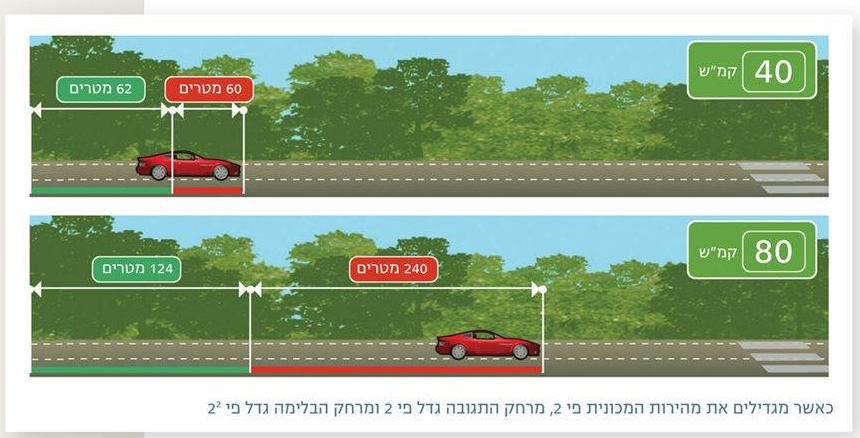 40 קמ"ש
62 מטרים
60 מטרים
80 קמ"ש
124 מטרים
240 מטרים
כאשר מגדילים את מהירות המכונית פי 2, מרחק התגובה גדל פי 2 ומרחק הבלימה גדל פי 2²